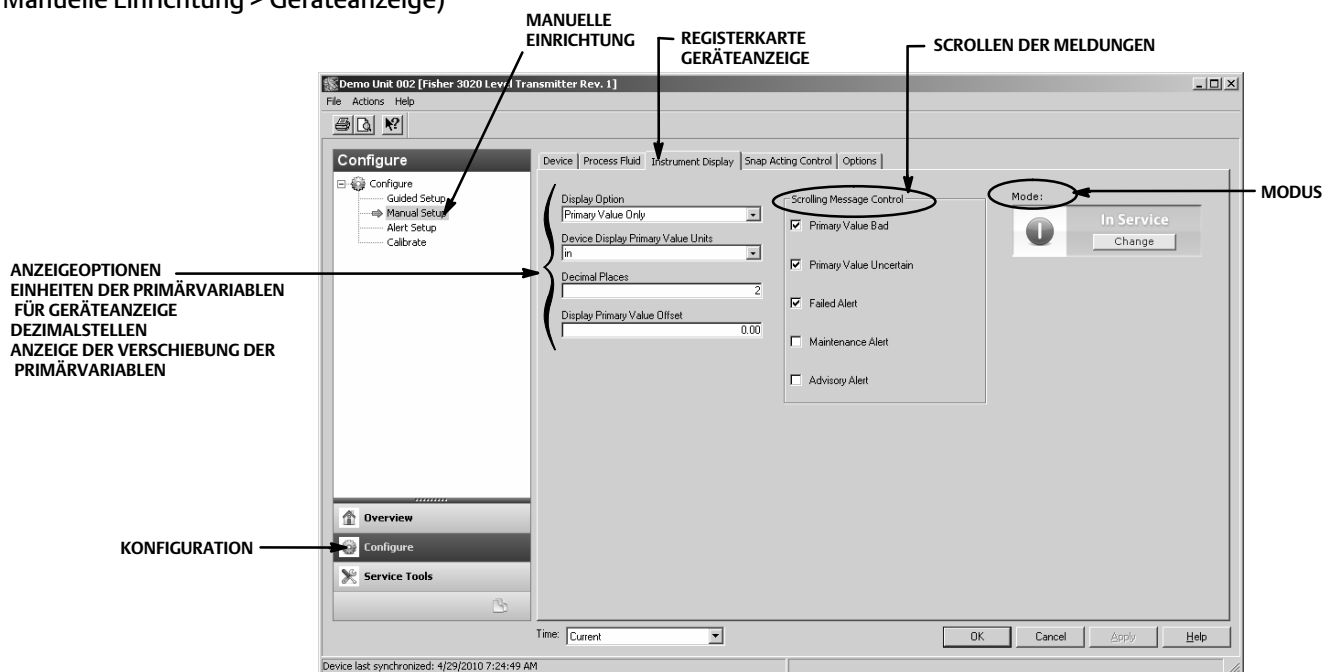 Manuelle Einrichtung > Geräteanzeige)
MANUELLE
EINRICHTUNG
REGISTERKARTE
GERÄTEANZEIGE
SCROLLEN DER MELDUNGEN
Demo Unit 002 [Fisher 3020 Level Transmitter Rev. 1]
File Actions Help
Configure
Configure
Guided Setup
Manual Setup
Alert Setup
Calibrate
Device
Process Fluid
Instrument Display
Snap Acting Control
Options
Display Option
Primary Value Only
Device Display Primary Value Units
in
Decimal Places
2
Display Primary Value Offset
0.00
Scrolling Message Control
Primary Value Bad
Primary Value Uncertain
Failed Alert
Maintenance Alert
Advisory Alert
Mode:
In Service
Change
MODUS
ANZEIGEOPTIONEN
EINHEITEN DER PRIMÄRVARIABLEN
FÜR GERÄTEANZEIGE
DEZIMALSTELLEN
ANZEIGE DER VERSCHIEBUNG DER
PRIMÄRVARIABLEN
Overview
KONFIGURATION
Configure
Service Tools
Time: Current
OK
Cancel
Apply
Help
Device last synchronized: 4/29/2010 7:24:49 AM